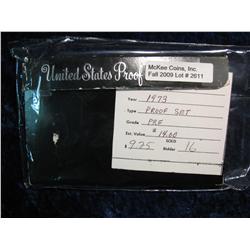 United States Proof
McKee Coins, Inc.
Fall 2009 Lot # 2611
Year 1973
Type PROOF SET
Grade PRF
Est. Value $14.00
SOLD
$ 9.25 Bidder 16